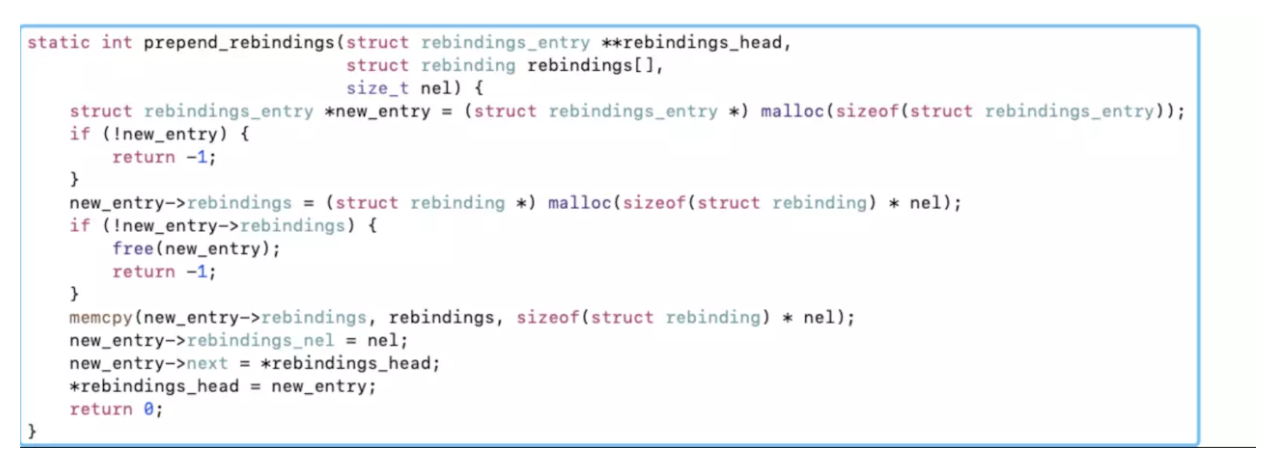 static int prepend_rebindings(struct rebindings_entry **rebindings_head,
                              struct rebinding rebindings[],
                              size_t nel) {
    struct rebindings_entry *new_entry = (struct rebindings_entry *) malloc(sizeof(struct rebindings_entry));
    if (!new_entry) {
        return -1;
    }
    new_entry->rebindings = (struct rebinding *) malloc(sizeof(struct rebinding) * nel);
    if (!new_entry->rebindings) {
        free(new_entry);
        return -1;
    }
    memcpy(new_entry->rebindings, rebindings, sizeof(struct rebinding) * nel);
    new_entry->rebindings_nel = nel;
    new_entry->next = *rebindings_head;
    *rebindings_head = new_entry;
    return 0;
}